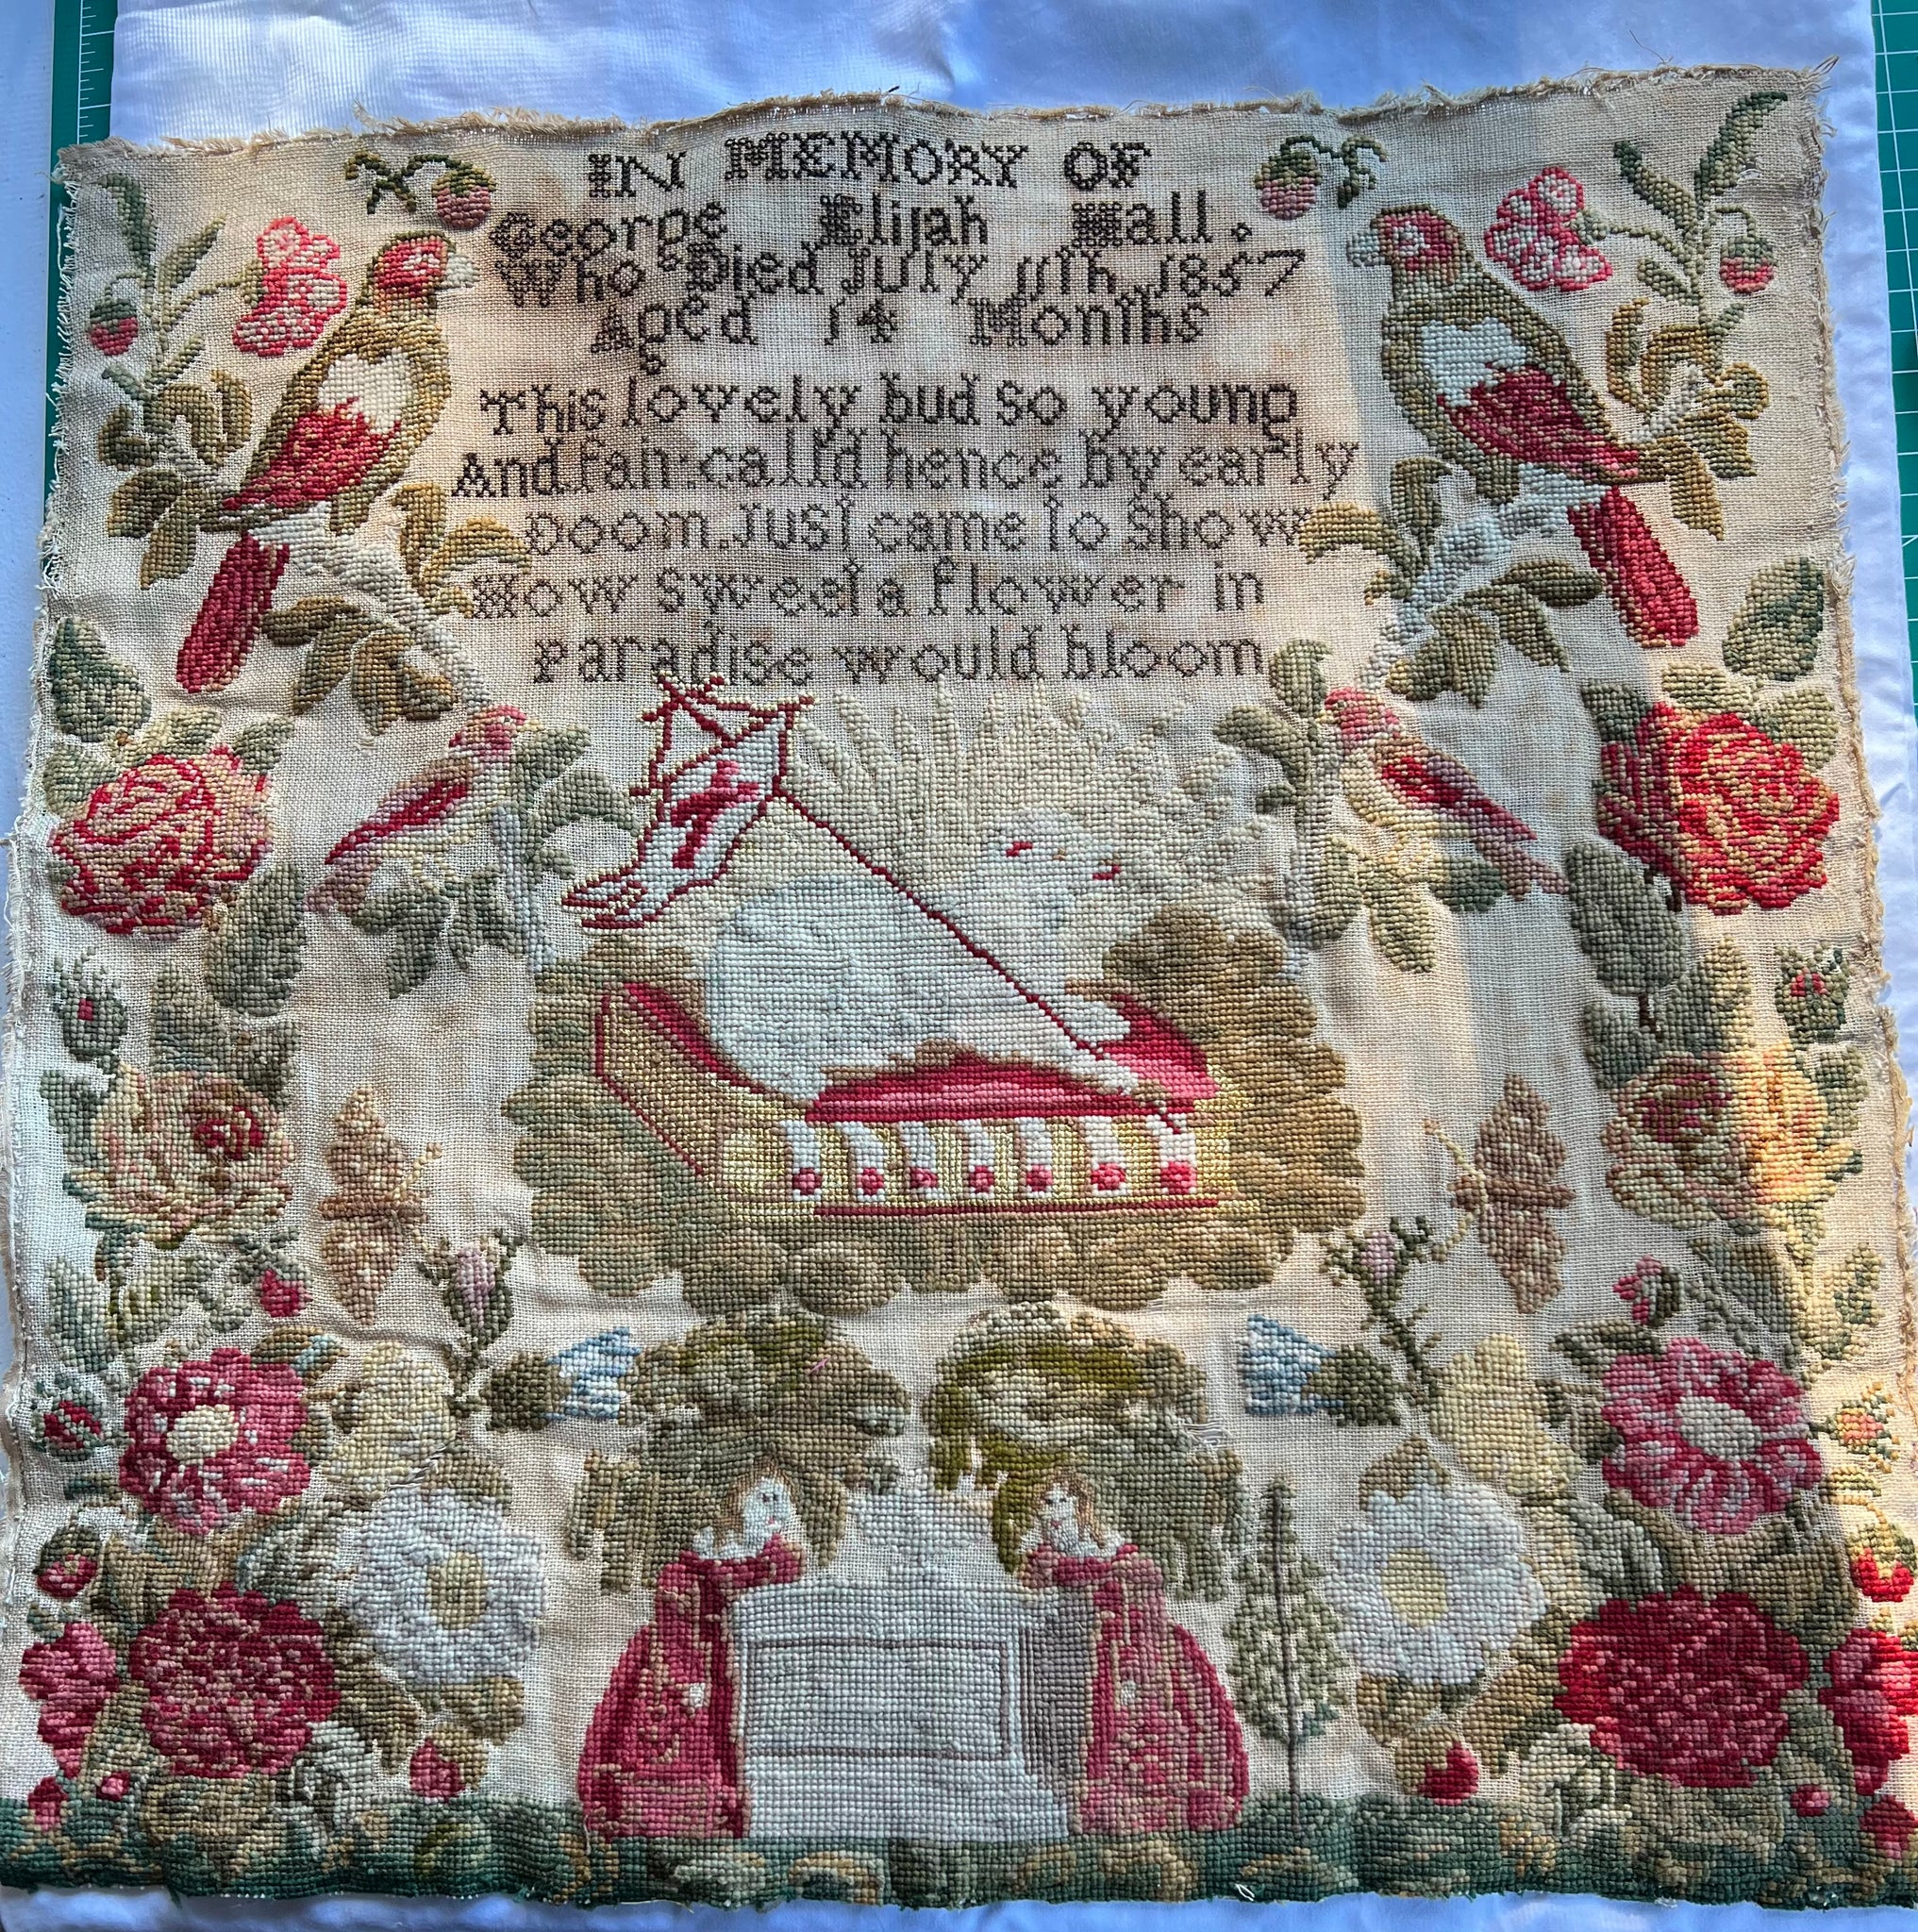 IN MEMORY OF
George Elijah Hall.
Who Died July 11th 1857
Aged 14 Months
This lovely bud so young
And fair: call'd hence by early
Doom. Just came to show
How sweet a flower in
Paradise would bloom